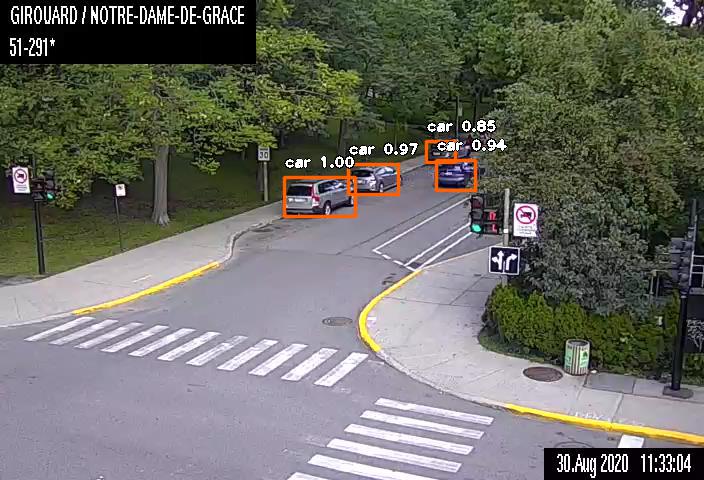 GIROUARD / NOTRE-DAME-DE-GRACE
51-291*
car 0.85
car 0.94
car 0.97
car 1.00
30
30.Aug 2020 11:33:04